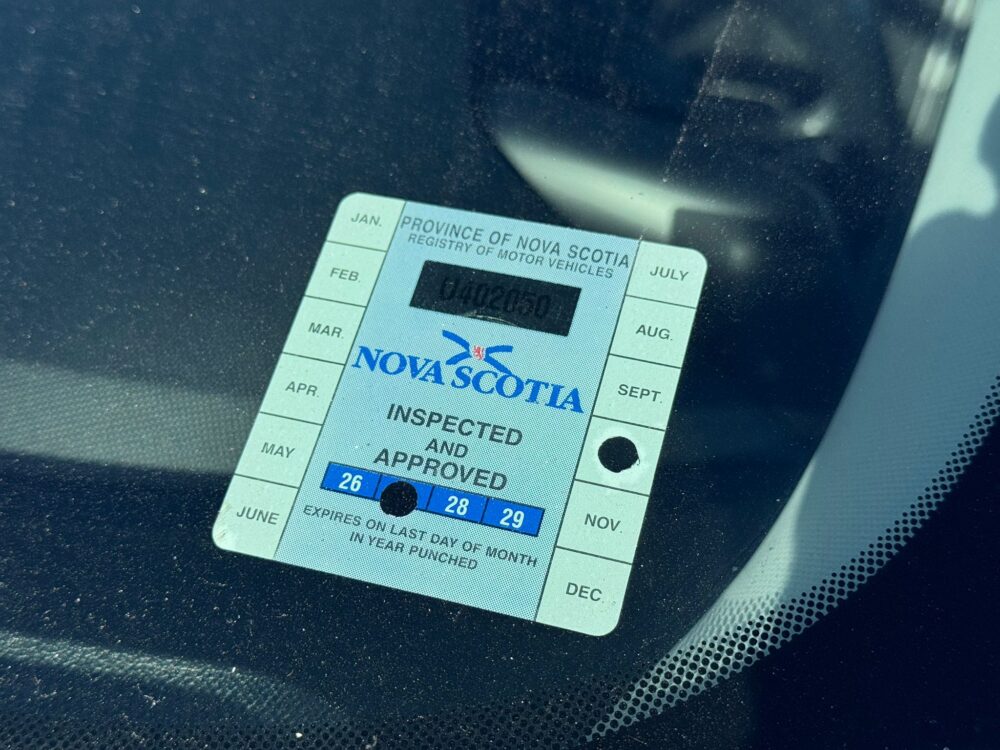 PROVINCE OF NOVA SCOTIA
REGISTRY OF MOTOR VEHICLES
U402050
NOVA SCOTIA
INSPECTED
AND
APPROVED
26 28 29
EXPIRES ON LAST DAY OF MONTH
IN YEAR PUNCHED
JAN.
FEB.
MAR.
APR.
MAY
JUNE
JULY
AUG.
SEPT.
NOV.
DEC.